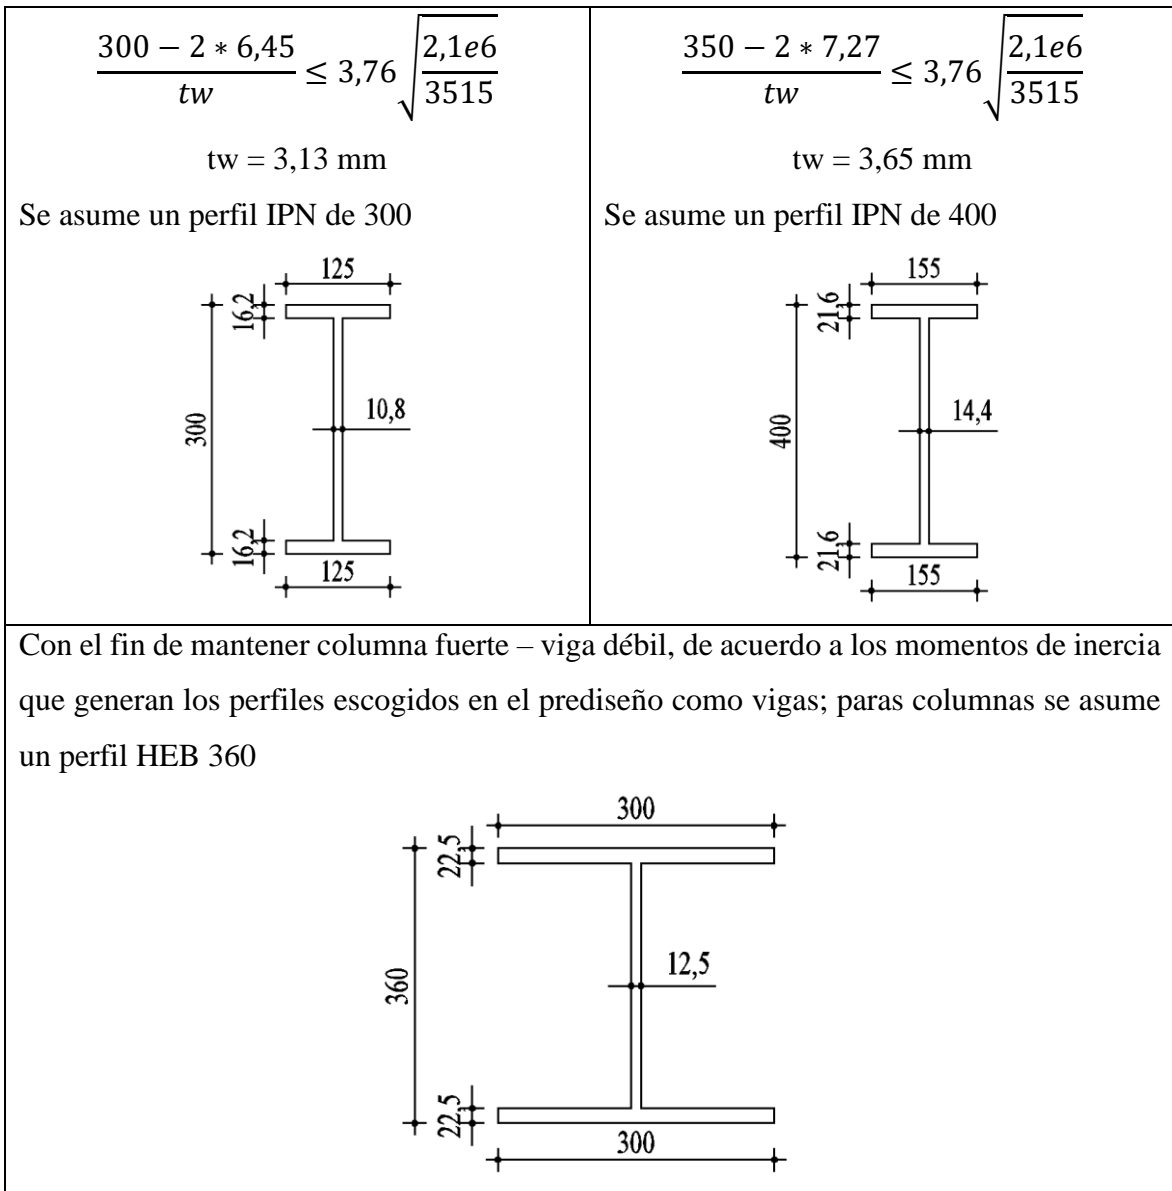 (300 − 2 * 6,45) / tw ≤ 3,76 √(2,1e6 / 3515)
tw = 3,13 mm
Se asume un perfil IPN de 300
125
16,2
300
10,8
16,2
125
(350 − 2 * 7,27) / tw ≤ 3,76 √(2,1e6 / 3515)
tw = 3,65 mm
Se asume un perfil IPN de 400
155
21,6
400
14,4
21,6
155
Con el fin de mantener columna fuerte – viga débil, de acuerdo a los momentos de inercia
que generan los perfiles escogidos en el prediseño como vigas; paras columnas se asume
un perfil HEB 360
300
22,5
360
12,5
22,5
300